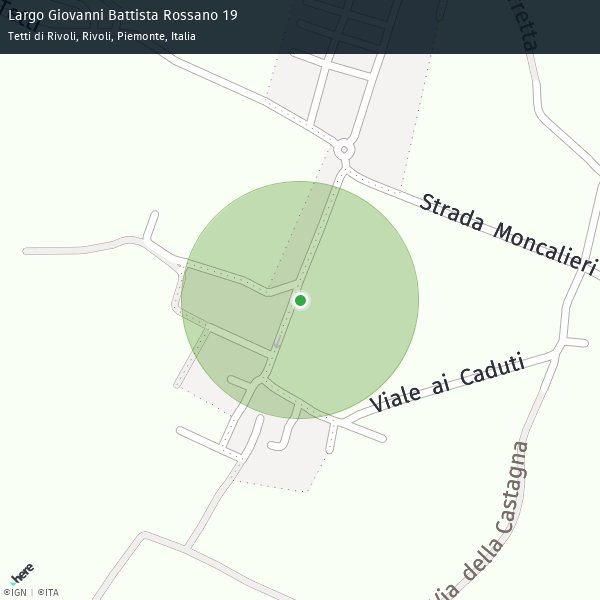 Largo Giovanni Battista Rossano 19
Tetti di Rivoli, Rivoli, Piemonte, Italia
Strada Moncalieri
Viale ai Caduti
Via della Castagna
here
©IGN | ©ITA